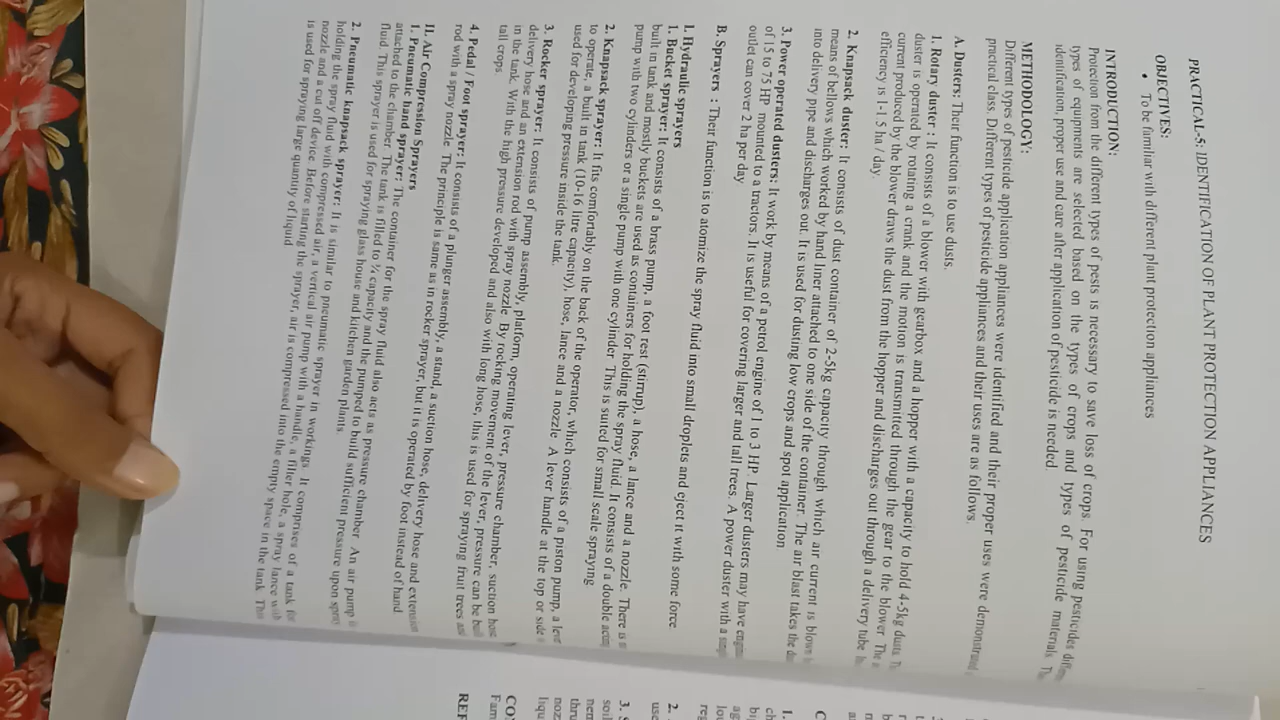 PRACTICAL-5: IDENTIFICATION OF PLANT PROTECTION APPLIANCES
OBJECTIVES:
• To be familiar with different plant protection appliances
INTRODUCTION:
Protection from the different types of pests is necessary to save loss of crops. For using pesticides
types of equipments are selected based on the types of crops and types of pesticide materials.
identification, proper use and care after application of pesticide is needed.
METHODOLOGY:
Different types of pesticide application appliances were identified and their proper uses were demonstrated
practical class. Different types of pesticide appliances and their uses are as follows.
A. Dusters: Their function is to use dusts.
1. Rotary duster : It consists of a blower with gearbox and a hopper with a capacity to hold 4-5kg dusts.
duster is operated by rotating a crank and the motion is transmitted through the gear to the blower. The
current produced by the blower draws the dust from the hopper and discharges out through a delivery tube
efficiency is 1-1.5 ha / day.
2. Knapsack duster: It consists of dust container of 2-5kg capacity through which air current is blown
means of bellows which worked by hand liner attached to one side of the container. The air blast takes the
into delivery pipe and discharges out. It is used for dusting low crops and spot application
3. Power operated dusters: It work by means of a petrol engine of 1 to 3 HP. Larger dusters may have
of 15 to 75 HP mounted to a tractors. It is useful for covering larger and tall trees. A power duster with a
outlet can cover 2 ha per day
B. Sprayers : Their function is to atomize the spray fluid into small droplets and eject it with some force
I. Hydraulic sprayers
1. Bucket sprayer: It consists of a brass pump, a foot rest (stirrup), a hose, a lance and a nozzle. There is
built in tank and mostly buckets are used as containers for holding the spray fluid. It consists of a double
pump with two cylinders or a single pump with one cylinder. This is suited for small scale spraying
2. Knapsack sprayer: It fits comfortably on the back of the operator, which consists of a piston pump, a
to operate, a built in tank (10-16 litre capacity), hose, lance and a nozzle. A lever handle at the top or side
used for developing pressure inside the tank.
3. Rocker sprayer: It consists of pump assembly, platform, operating lever, pressure chamber, suction hose
delivery hose and an extension rod with spray nozzle. By rocking movement of the lever, pressure can be
in the tank. With the high pressure developed and also with long hose, this is used for spraying fruit trees
tall crops.
4. Pedal / Foot sprayer: It consists of a plunger assembly, a stand, a suction hose, delivery hose and extension
rod with a spray nozzle. The principle is same as in rocker sprayer, but it is operated by foot instead of hand
II. Air Compression Sprayers
1. Pneumatic hand sprayer: The container for the spray fluid also acts as pressure chamber. An air pump
attached to the chamber. The tank is filled to ¾ capacity and the pumped to build sufficient pressure upon spray
fluid. This sprayer is used for spraying glass house and kitchen garden plants.
2. Pneumatic knapsack sprayer: It is similar to pneumatic sprayer in workings. It comprises of a tank for
holding the spray fluid with compressed air, a vertical air pump with a handle, a filter hole, a spray lance with
nozzle and a cut off device. Before starting the sprayer, air is compressed into the empty space in the tank. This
is used for spraying large quantity of liquid
C
1.
2.
3.